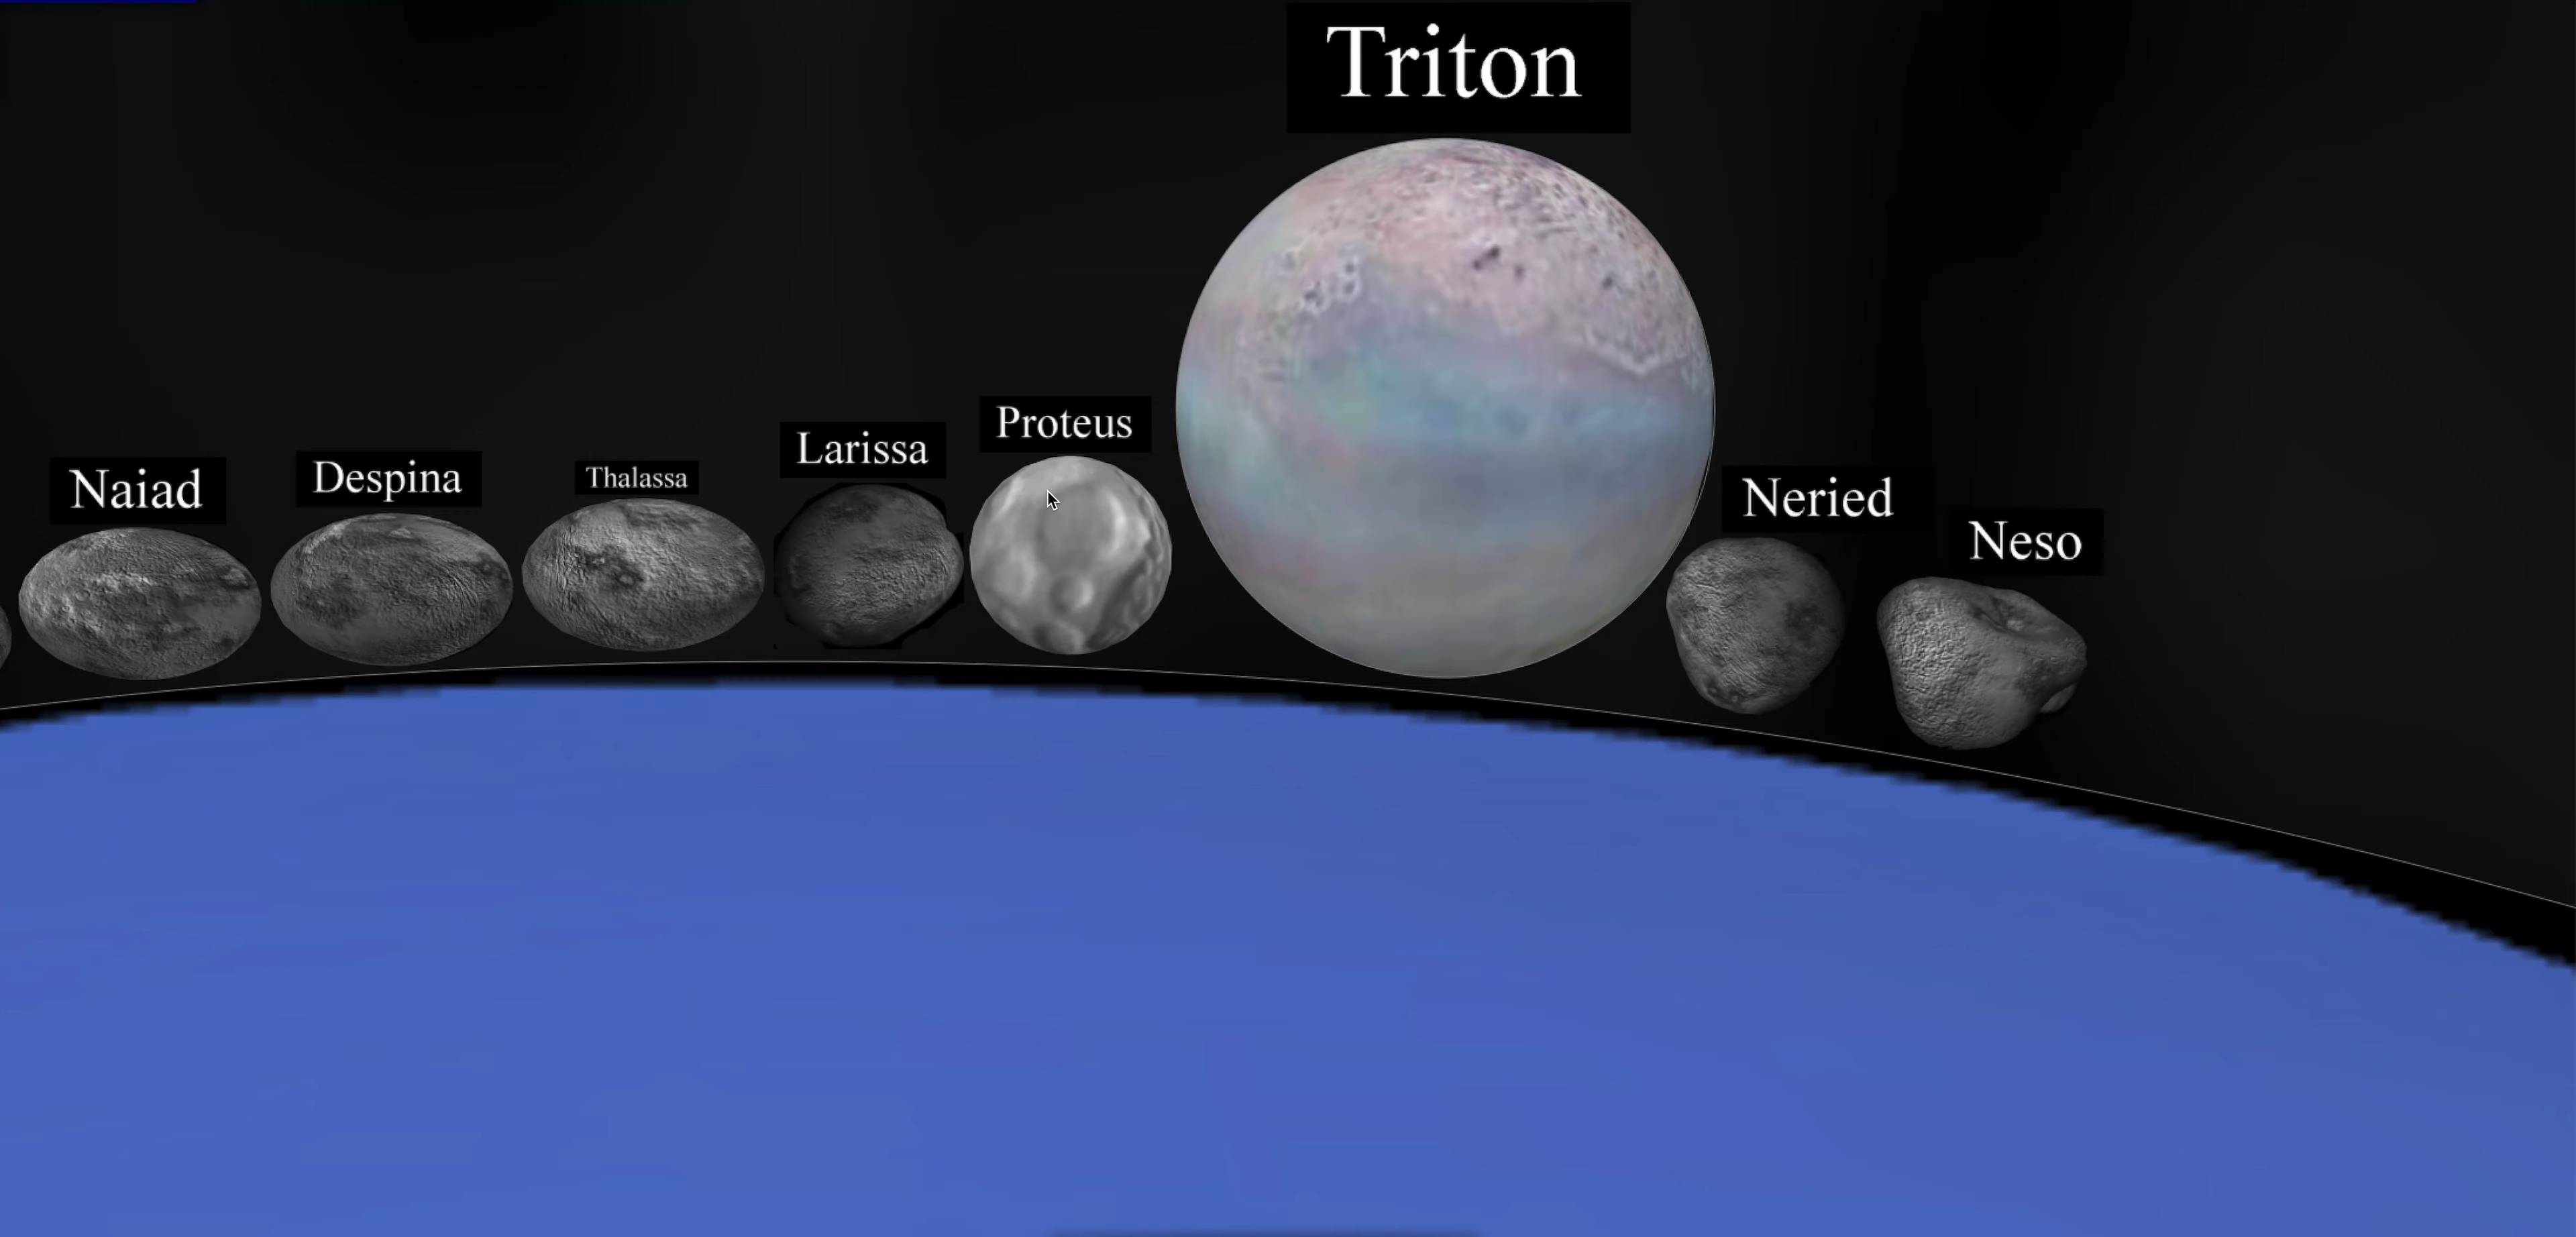 Naiad
Despina
Thalassa
Larissa
Proteus
Triton
Neried
Neso